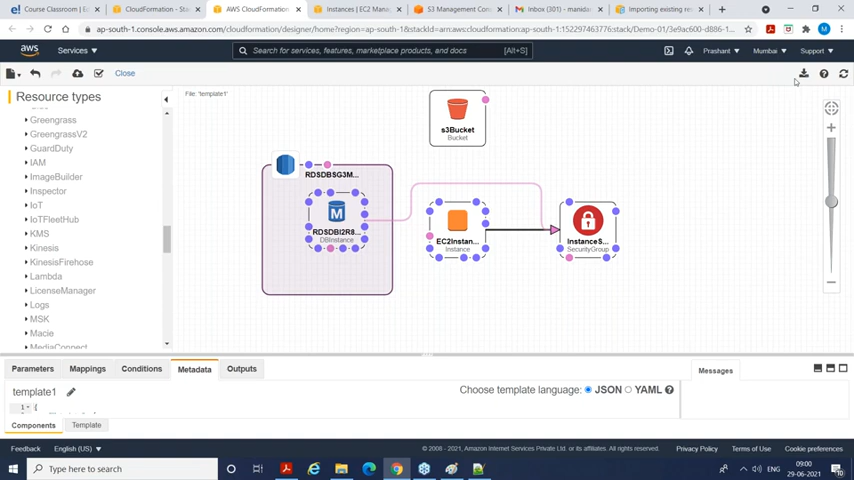 Course Classroom | E
CloudFormation - Sta
AWS CloudFormation
Instances | EC2 Mana
S3 Management Con
Inbox (301) - manidas
Importing existing re
ap-south-1.console.aws.amazon.com/cloudformation/designer/home?region=ap-south-1&stackId=arn:aws:cloudformation:ap-south-1:152297463776:stack/Demo-01/3e9ac600-d886-1...
M
aws
Services
Search for services, features, marketplace products, and docs
[Alt+S]
Prashant
Mumbai
Support
Close
Resource types
File: "template1"
Greengrass
GreengrassV2
GuardDuty
IAM
ImageBuilder
Inspector
IoT
IoTFleetHub
KMS
Kinesis
KinesisFirehose
Lambda
LicenseManager
Logs
MSK
Macie
MediaConnect
s3Bucket
Bucket
RDSDBSG3M...
M
RDSDBI2R8...
DBInstance
EC2Instan...
Instance
InstanceS...
SecurityGroup
Parameters
Mappings
Conditions
Metadata
Outputs
Messages
template1
Choose template language:
JSON
YAML
1
{
Components
Template
Feedback
English (US)
© 2008 - 2021, Amazon Internet Services Private Ltd. or its affiliates. All rights reserved.
Privacy Policy
Terms of Use
Cookie preferences
Type here to search
ENG
09:00
29-06-2021
10